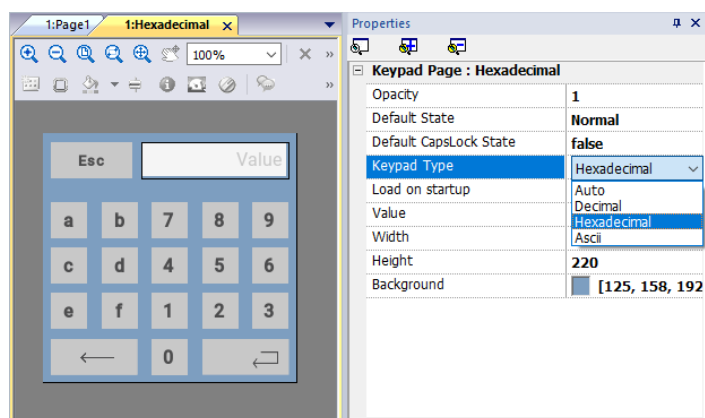 1:Page1 1:Hexadecimal
100%
Esc Value
a b 7 8 9
c d 4 5 6
e f 1 2 3
0
Properties
Keypad Page : Hexadecimal
Opacity 1
Default State Normal
Default CapsLock State false
Keypad Type Hexadecimal
Load on startup Auto
Value Decimal
Hexadecimal
Width Ascii
Height 220
Background [125, 158, 192